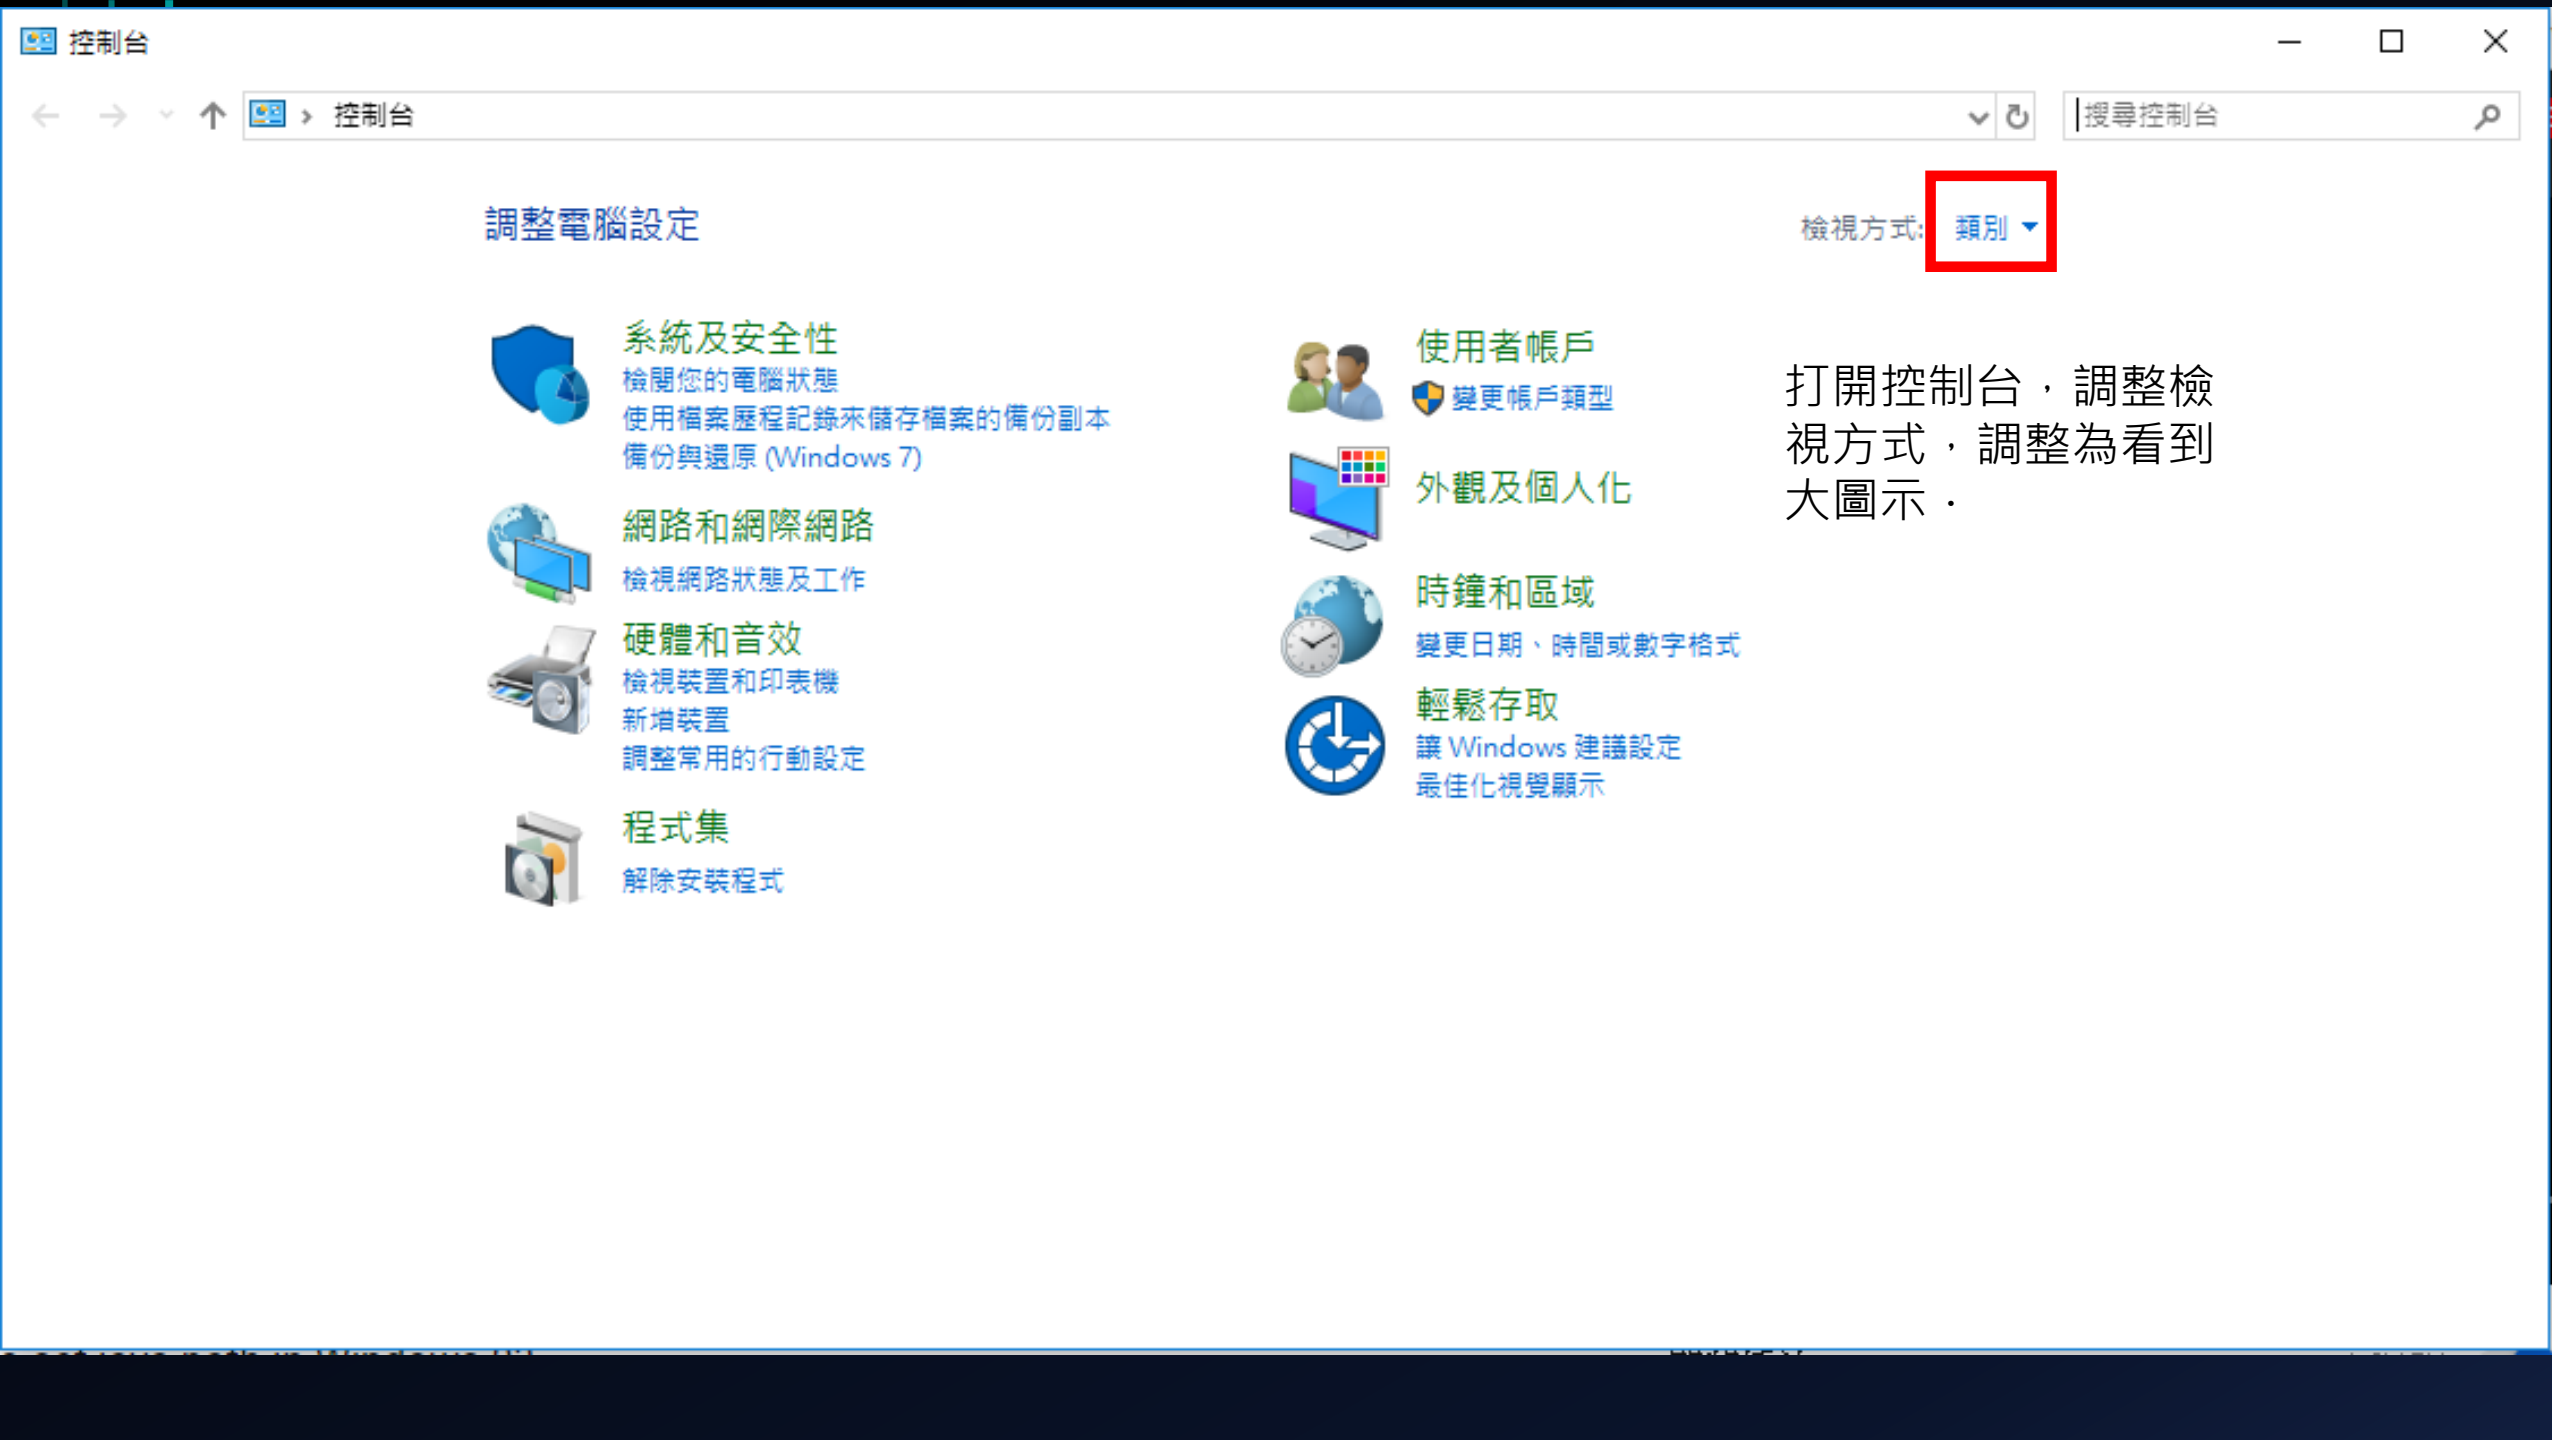 控制台
控制台
搜尋控制台
調整電腦設定
檢視方式:
類別
系統及安全性
檢閱您的電腦狀態
使用檔案歷程記錄來儲存檔案的備份副本
備份與還原 (Windows 7)
網路和網際網路
檢視網路狀態及工作
硬體和音效
檢視裝置和印表機
新增裝置
調整常用的行動設定
程式集
解除安裝程式
使用者帳戶
變更帳戶類型
外觀及個人化
時鐘和區域
變更日期、時間或數字格式
輕鬆存取
讓 Windows 建議設定
最佳化視覺顯示
打開控制台，調整檢
視方式，調整為看到
大圖示．